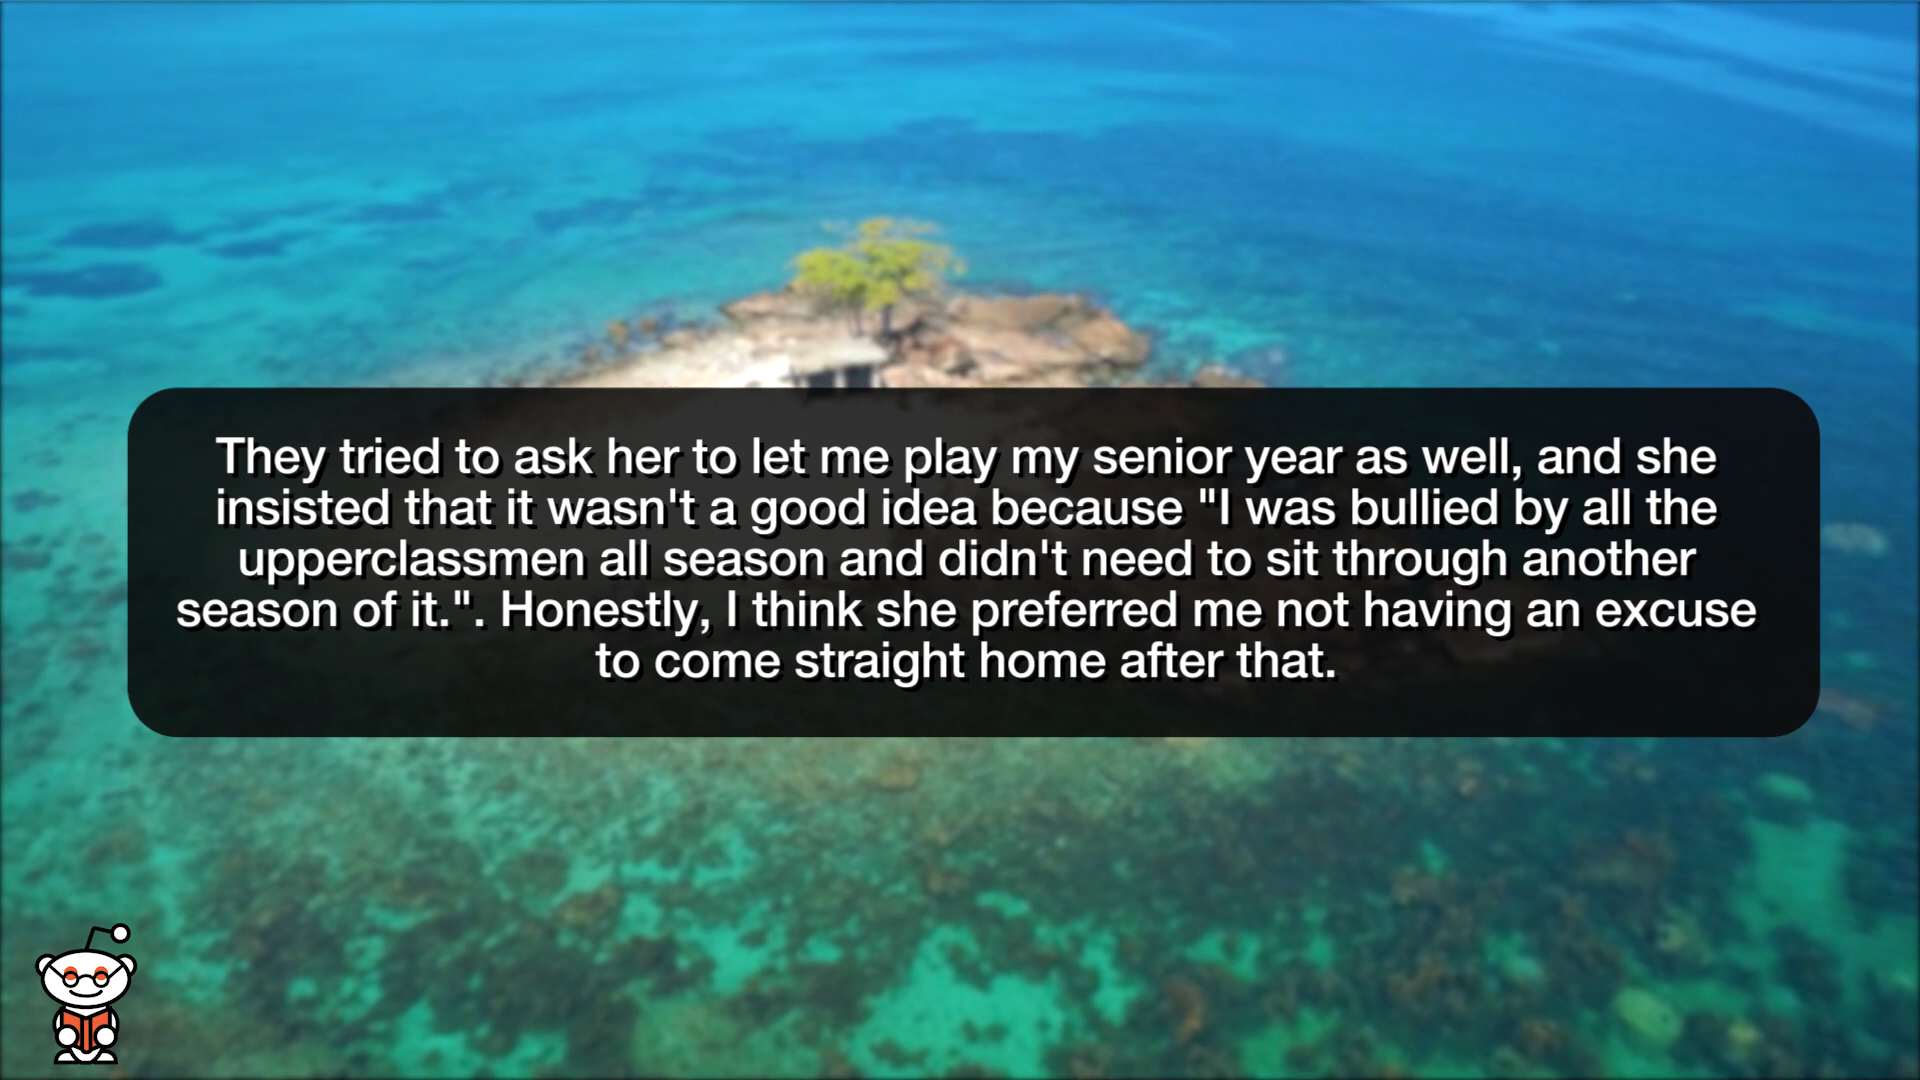 They tried to ask her to let me play my senior year as well, and she
insisted that it wasn't a good idea because "I was bullied by all the
upperclassmen all season and didn't need to sit through another
season of it.". Honestly, I think she preferred me not having an excuse
to come straight home after that.